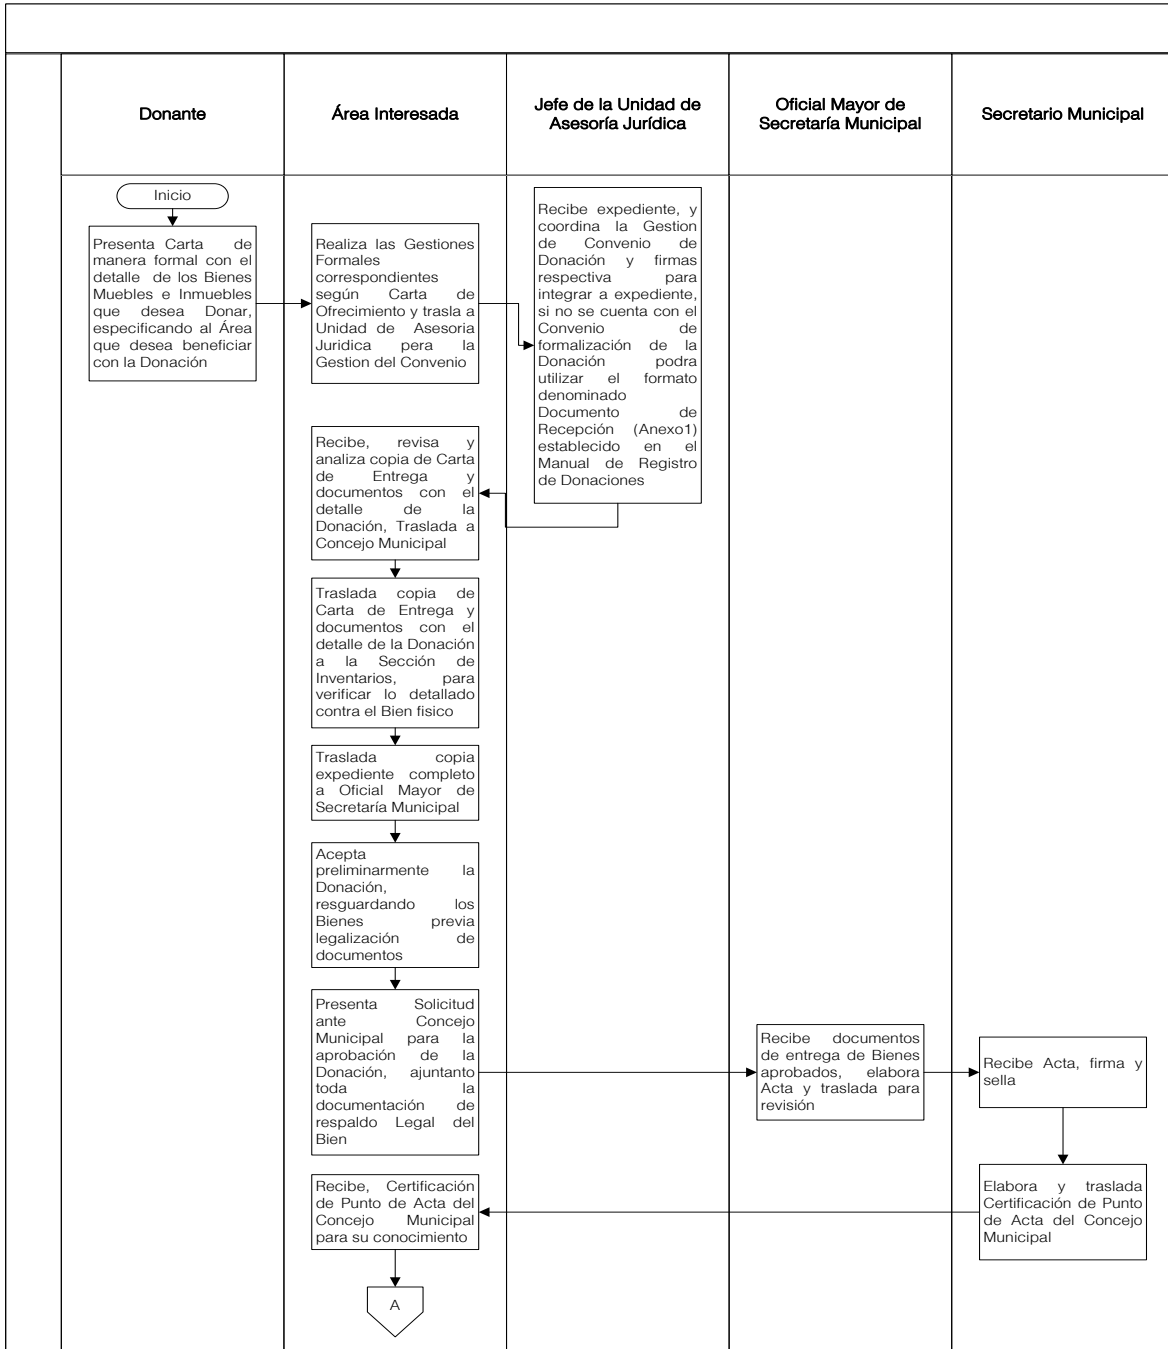 Donante
Área Interesada
Jefe de la Unidad de
Asesoría Jurídica
Oficial Mayor de
Secretaría Municipal
Secretario Municipal
Inicio
Presenta Carta de
manera formal con el
detalle de los Bienes
Muebles e Inmuebles
que desea Donar,
especificando al Área
que desea beneficiar
con la Donación
Realiza las Gestiones
Formales
correspondientes
según Carta de
Ofrecimiento y trasla a
Unidad de Asesoria
Juridica pera la
Gestion del Convenio
Recibe expediente, y
coordina la Gestion
de Convenio de
Donación y firmas
respectiva para
integrar a expediente,
si no se cuenta con el
Convenio de
formalización de la
Donación podra
utilizar el formato
denominado
Documento de
Recepción (Anexo1)
establecido en el
Manual de Registro
de Donaciones
Recibe, revisa y
analiza copia de Carta
de Entrega y
documentos con el
detalle de la
Donación, Traslada a
Concejo Municipal
Traslada copia de
Carta de Entrega y
documentos con el
detalle de la Donación
a la Sección de
Inventarios, para
verificar lo detallado
contra el Bien fisico
Traslada copia
expediente completo
a Oficial Mayor de
Secretaría Municipal
Acepta
preliminarmente la
Donación,
resguardando los
Bienes previa
legalización de
documentos
Presenta Solicitud
ante Concejo
Municipal para la
aprobación de la
Donación, ajuntanto
toda la
documentación de
respaldo Legal del
Bien
Recibe documentos
de entrega de Bienes
aprobados, elabora
Acta y traslada para
revisión
Recibe Acta, firma y
sella
Elabora y traslada
Certificación de Punto
de Acta del Concejo
Municipal
Recibe, Certificación
de Punto de Acta del
Concejo Municipal
para su conocimiento
A